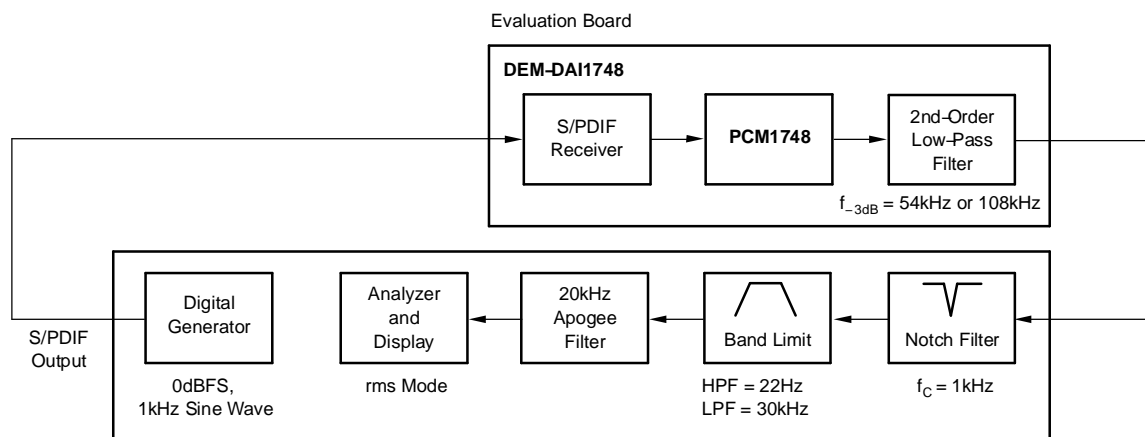 Evaluation Board
DEM–DAI1748
S/PDIF
Receiver
PCM1748
2nd-Order
Low–Pass
Filter
f–3dB = 54kHz or 108kHz
Digital
Generator
Analyzer
and
Display
20kHz
Apogee
Filter
Band Limit
Notch Filter
S/PDIF
Output
0dBFS,
1kHz Sine Wave
rms Mode
HPF = 22Hz
LPF = 30kHz
fC = 1kHz